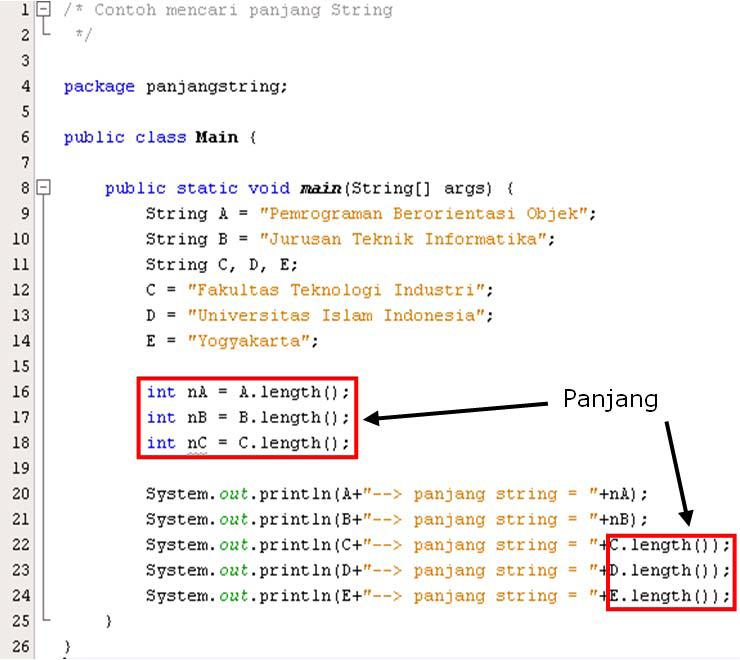 1 /* Contoh mencari panjang String
2 */
3
4 package panjangstring;
5
6 public class Main {
7
8 public static void main(String[] args) {
9 String A = "Pemrograman Berorientasi Objek";
10 String B = "Jurusan Teknik Informatika";
11 String C, D, E;
12 C = "Fakultas Teknologi Industri";
13 D = "Universitas Islam Indonesia";
14 E = "Yogyakarta";
15
16 int nA = A.length();
17 int nB = B.length();
Panjang
18 int nC = C.length();
19
20 System.out.println(A+"--> panjang string = "+nA);
21 System.out.println(B+"--> panjang string = "+nB);
22 System.out.println(C+"--> panjang string = "+C.length());
23 System.out.println(D+"--> panjang string = "+D.length());
24 System.out.println(E+"--> panjang string = "+E.length());
25 }
26 }